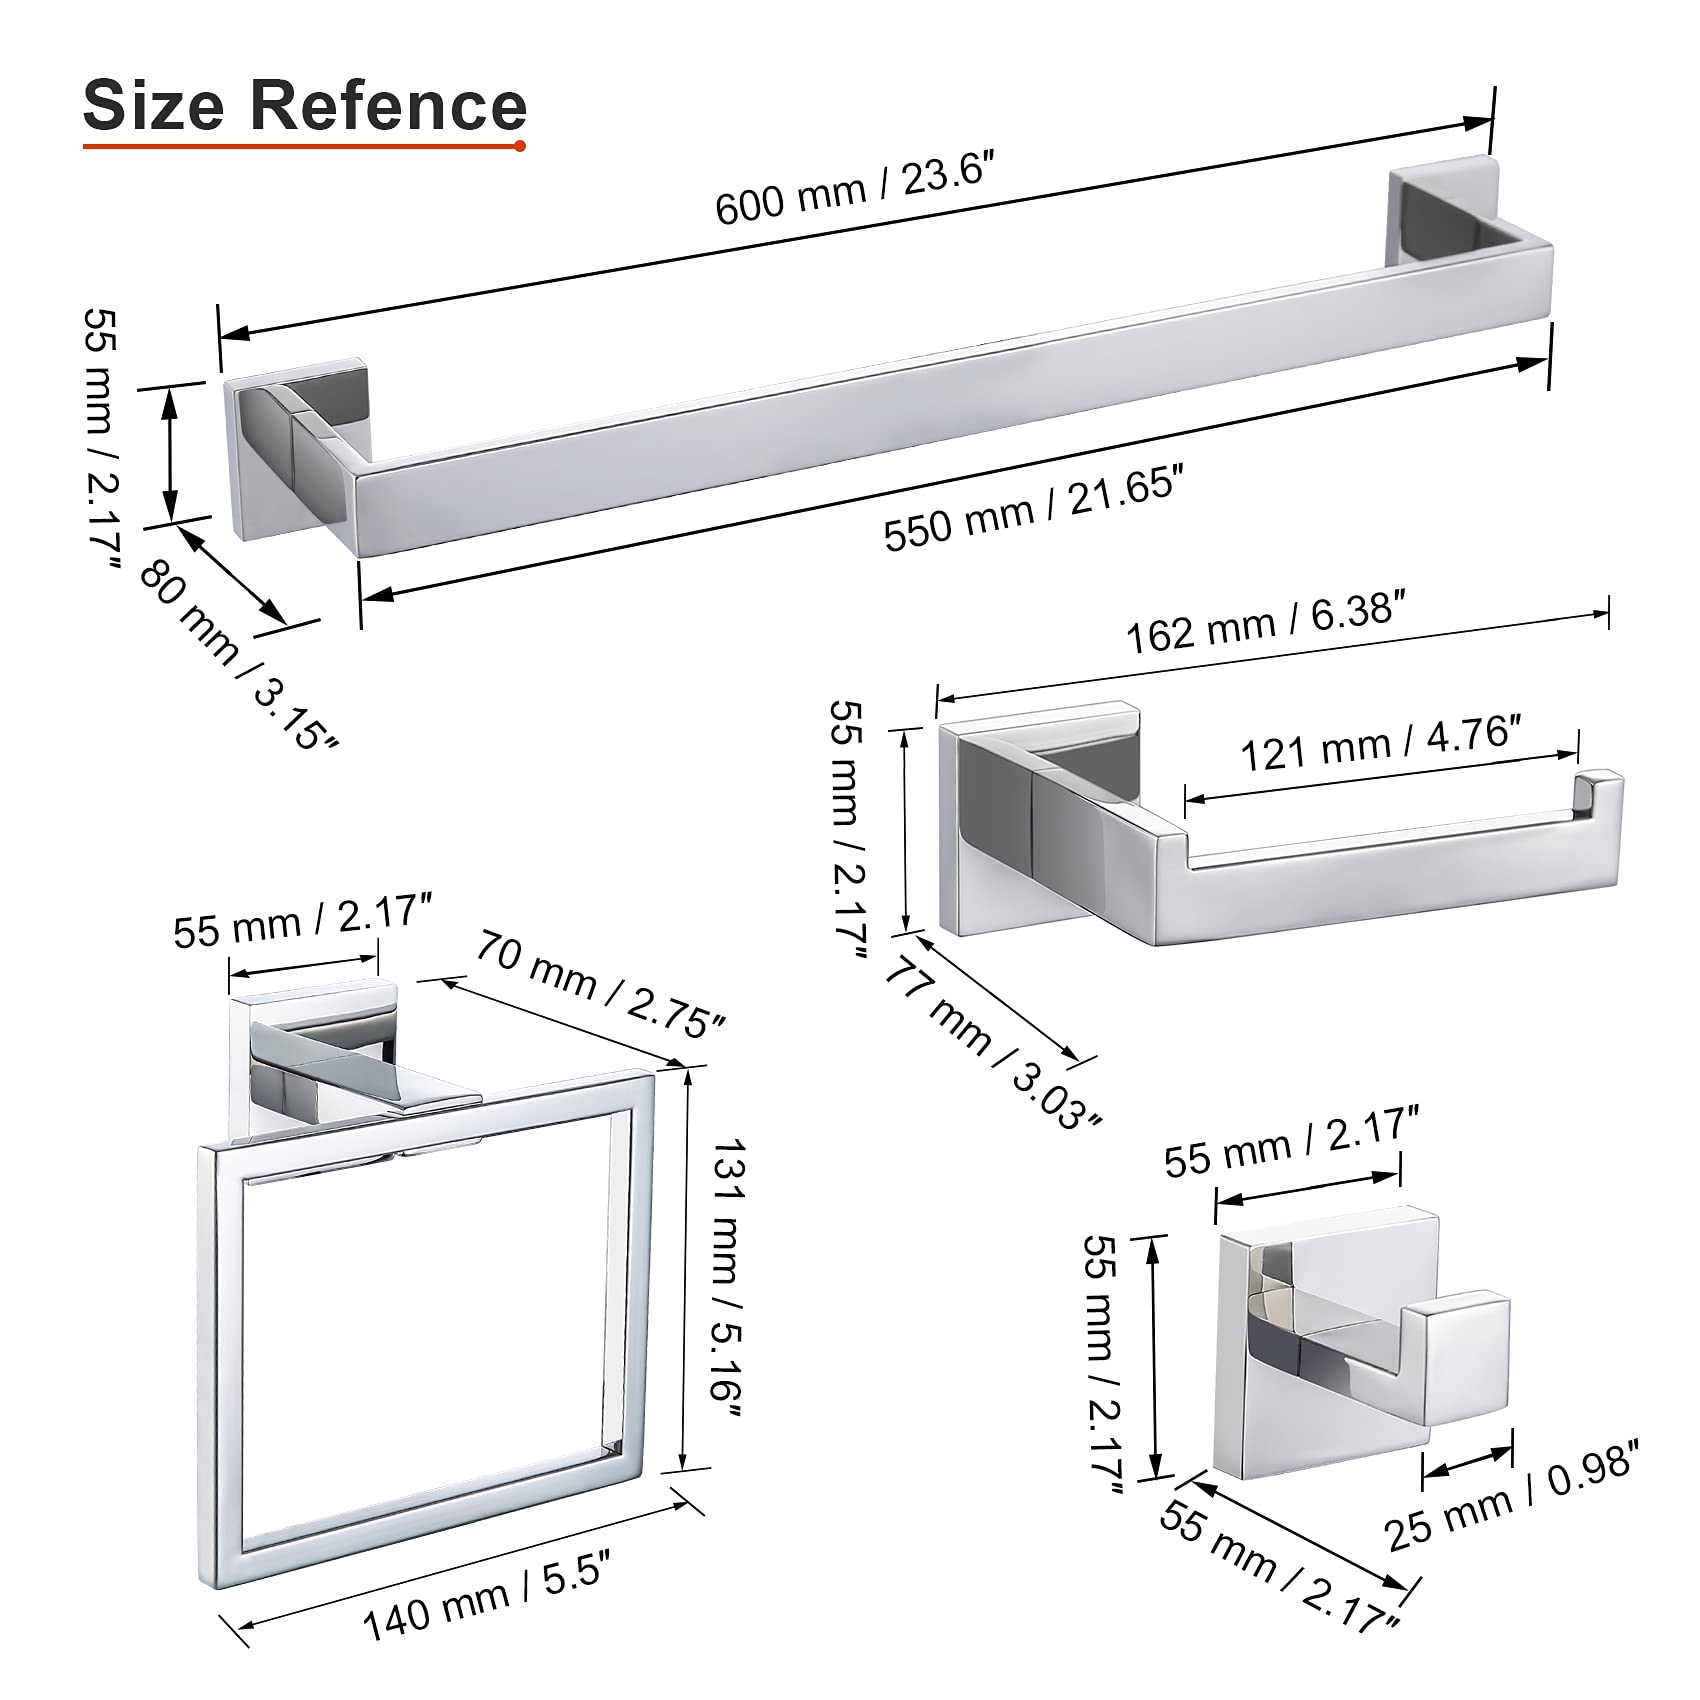 Size Refence
600 mm / 23.6"
55 mm / 2.17"
550 mm / 21.65"
80 mm / 3.15"
162 mm / 6.38"
55 mm / 2.17"
121 mm / 4.76"
77 mm / 3.03"
55 mm / 2.17"
70 mm / 2.75"
131 mm / 5.16"
140 mm / 5.5"
55 mm / 2.17"
55 mm / 2.17"
25 mm / 0.98"
55 mm / 2.17"